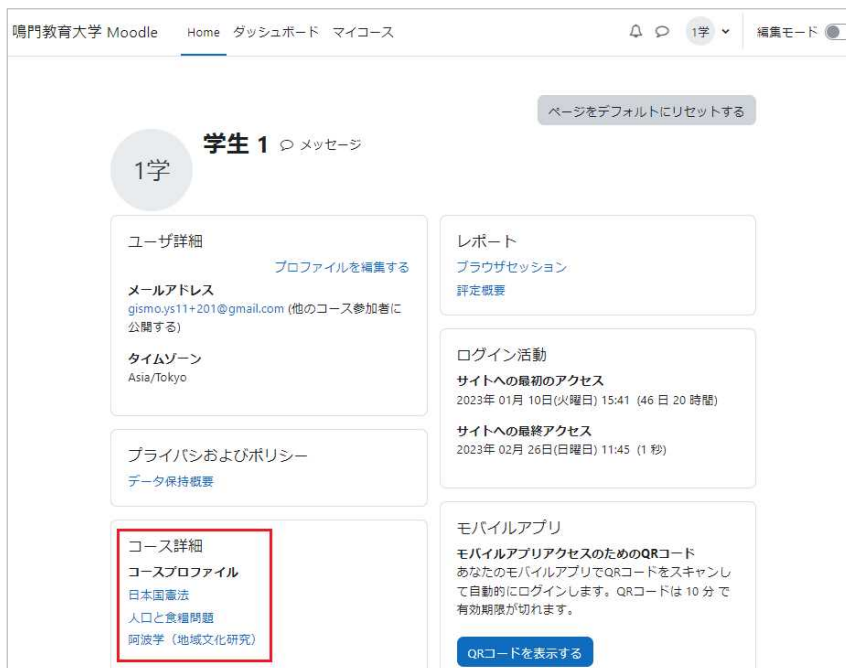 鳴門教育大学 Moodle Home ダッシュボード マイコース 1学 編集モード
ページをデフォルトにリセットする
1学
学生 1 メッセージ
ユーザ詳細
プロファイルを編集する
メールアドレス
gismo.ys11+201@gmail.com (他のコース参加者に
公開する)
タイムゾーン
Asia/Tokyo
プライバシおよびポリシー
データ保持概要
コース詳細
コースプロファイル
日本国憲法
人口と食糧問題
阿波学（地域文化研究）
レポート
ブラウザセッション
評定概要
ログイン活動
サイトへの最初のアクセス
2023年 01月 10日(火曜日) 15:41 (46 日 20 時間)
サイトへの最終アクセス
2023年 02月 26日(日曜日) 11:45 (1 秒)
モバイルアプリ
モバイルアプリアクセスのためのQRコード
あなたのモバイルアプリでQRコードをスキャンし
て自動的にログインします。QRコードは 10 分 で
有効期限が切れます。
QRコードを表示する